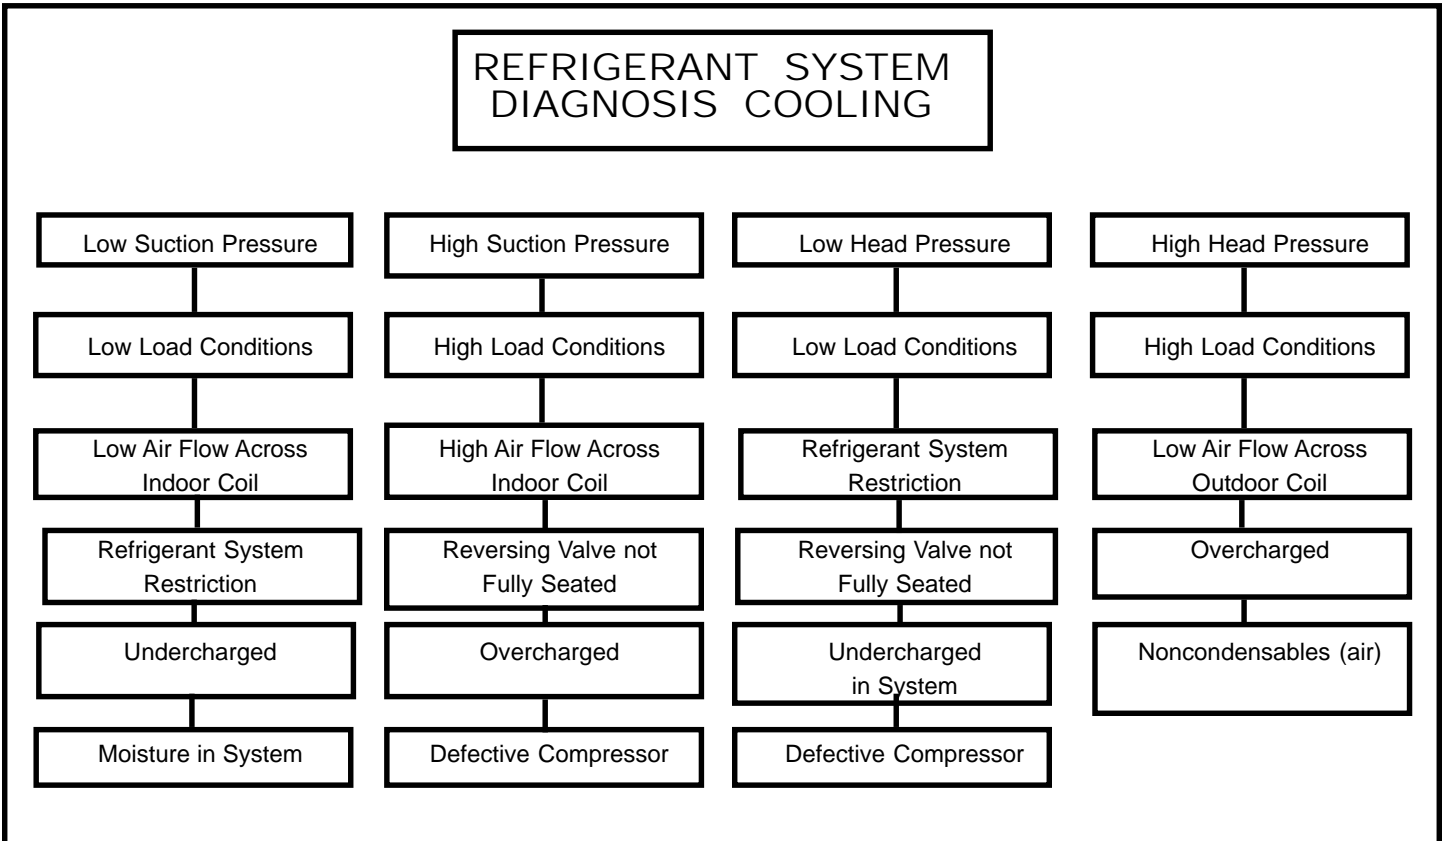 REFRIGERANT SYSTEM
DIAGNOSIS COOLING
Low Suction Pressure
Low Load Conditions
Low Air Flow Across
Indoor Coil
Refrigerant System
Restriction
Undercharged
Moisture in System
High Suction Pressure
High Load Conditions
High Air Flow Across
Indoor Coil
Reversing Valve not
Fully Seated
Overcharged
Defective Compressor
Low Head Pressure
Low Load Conditions
Refrigerant System
Restriction
Reversing Valve not
Fully Seated
Undercharged
in System
Defective Compressor
High Head Pressure
High Load Conditions
Low Air Flow Across
Outdoor Coil
Overcharged
Noncondensables (air)